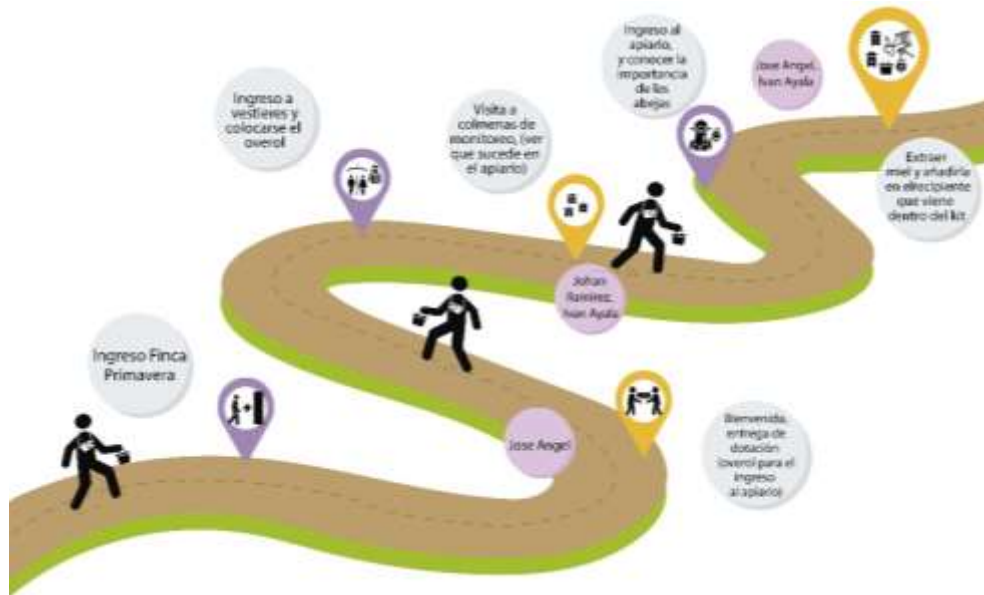 Ingreso Finca
Primavera
Jose Angel
Bienvenida,
entrega de
dotación
(overol para el
ingreso
al apiario)
Ingreso a
vestieres y
colocarse el
overol
Visita a
colmenas de
monitoreo, (ver
que sucede en
el apiario)
Johan
Ramirez,
Ivan Ayala
Ingreso al
apiario,
y conocer la
importancia
de las
abejas
Jose Angel,
Ivan Ayala
Extraer
miel y añadirla
en elrecipiente
que viene
dentro del kit